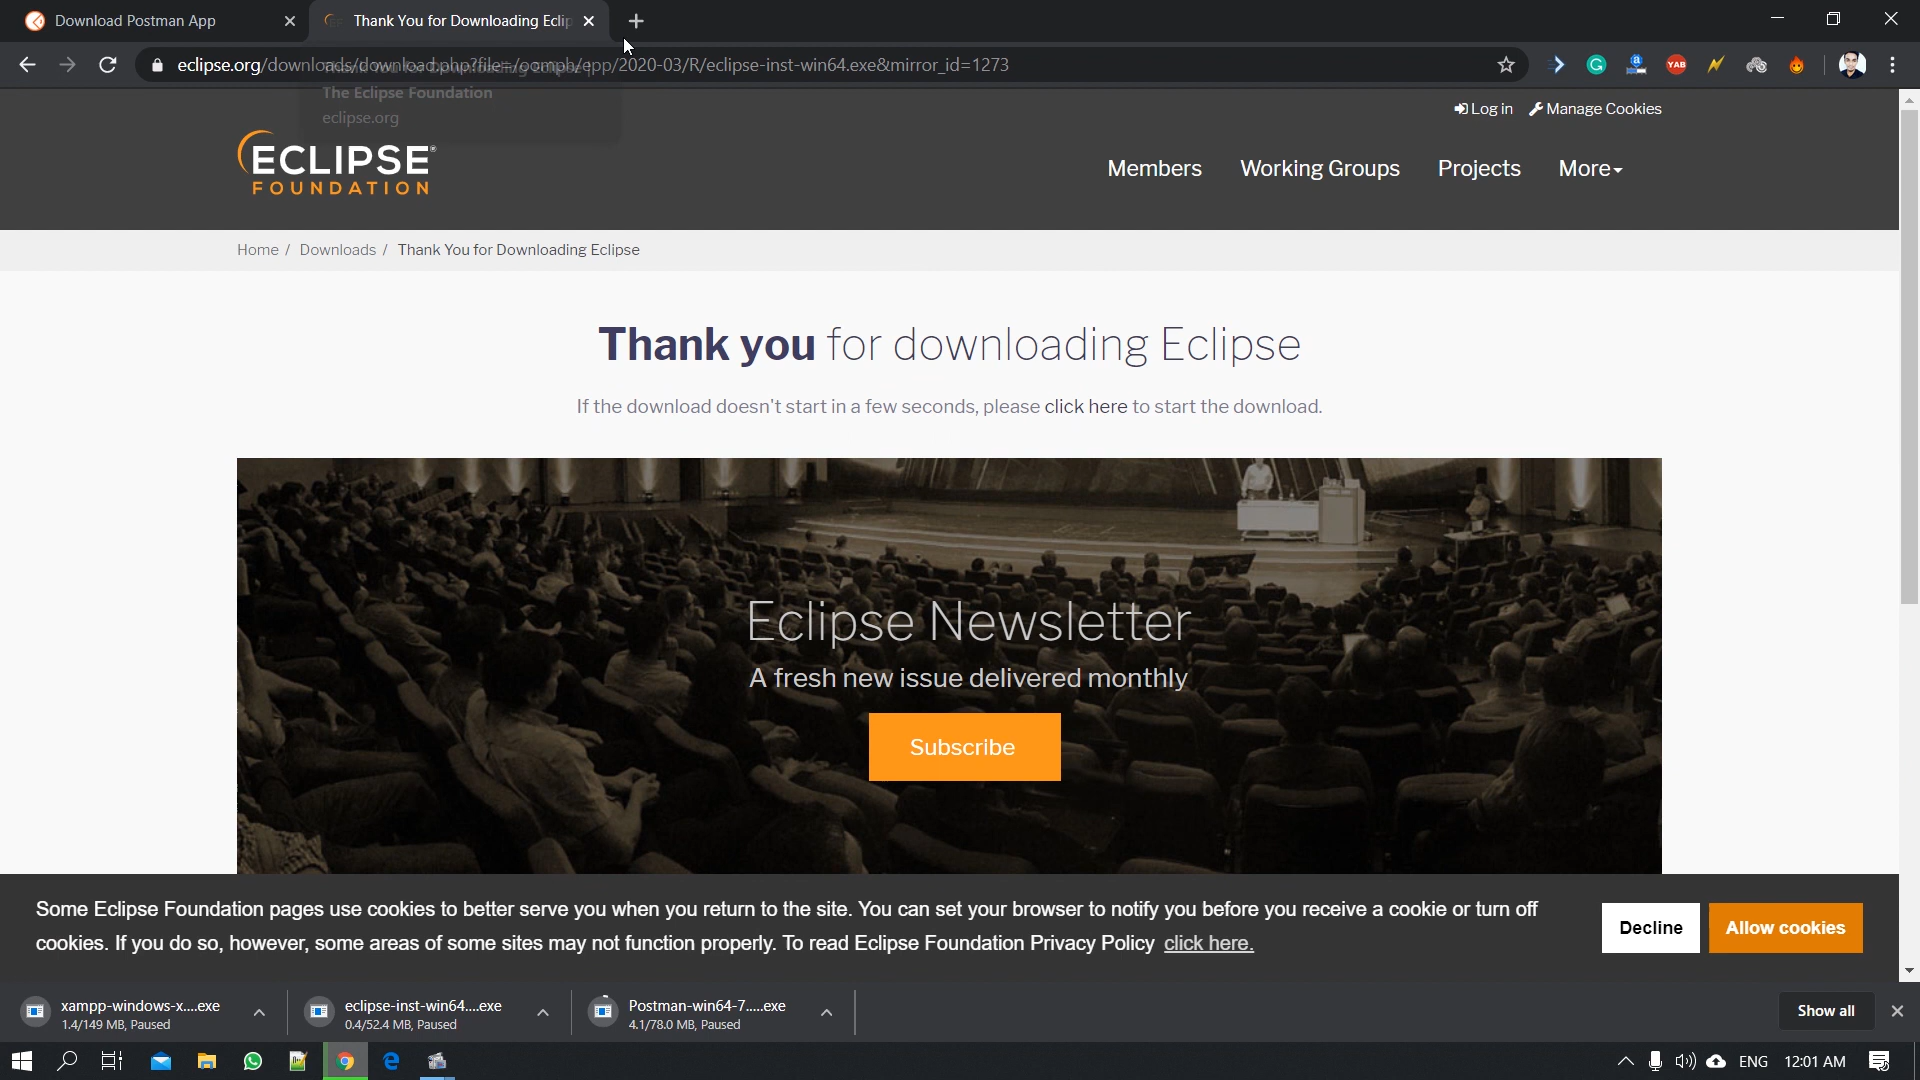 Download Postman App
Thank You for Downloading Eclip
eclipse.org/downloads/download.php?file=/oomph/epp/2020-03/R/eclipse-inst-win64.exe&mirror_id=1273
Thank You for Downloading Eclipse |
The Eclipse Foundation
eclipse.org
YAB
Log in
Manage Cookies
ECLIPSE®
FOUNDATION
Members
Working Groups
Projects
More
Home / Downloads / Thank You for Downloading Eclipse
Thank you for downloading Eclipse
If the download doesn't start in a few seconds, please click here to start the download.
Eclipse Newsletter
A fresh new issue delivered monthly
Subscribe
Some Eclipse Foundation pages use cookies to better serve you when you return to the site. You can set your browser to notify you before you receive a cookie or turn off
cookies. If you do so, however, some areas of some sites may not function properly. To read Eclipse Foundation Privacy Policy click here.
Decline
Allow cookies
xampp-windows-x....exe
1.4/149 MB, Paused
eclipse-inst-win64....exe
0.4/52.4 MB, Paused
Postman-win64-7.....exe
4.1/78.0 MB, Paused
Show all
ENG
12:01 AM